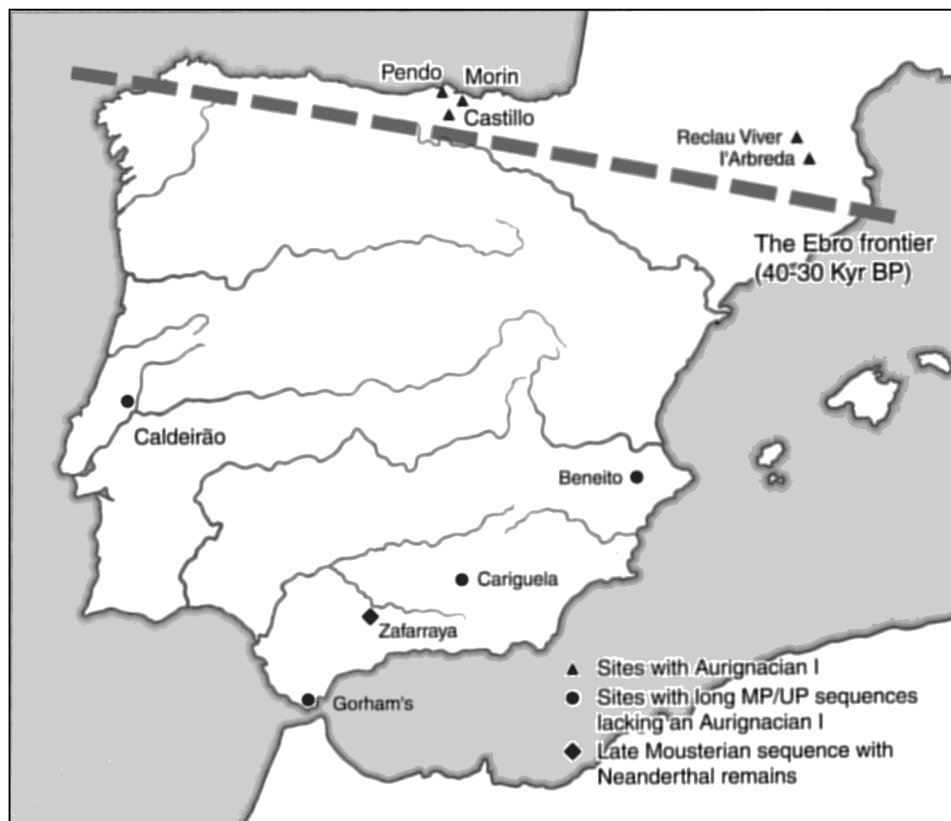 Pendo
Morin
Castillo
Reclau Viver
l'Arbreda
The Ebro frontier
(40-30 Kyr BP)
Caldeirão
Beneito
Cariguela
Zafarraya
Gorham's
Sites with Aurignacian I
Sites with long MP/UP sequences
lacking an Aurignacian I
Late Mousterian sequence with
Neanderthal remains